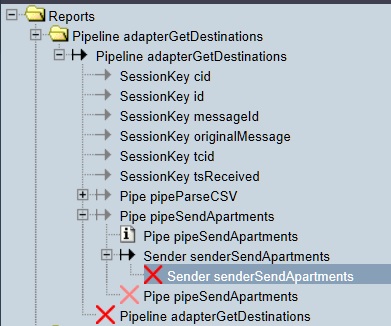 Reports
Pipeline adapterGetDestinations
Pipeline adapterGetDestinations
SessionKey cid
SessionKey id
SessionKey messageId
SessionKey originalMessage
SessionKey tcid
SessionKey tsReceived
Pipe pipeParseCSV
Pipe pipeSendApartments
Pipe pipeSendApartments
Sender senderSendApartments
Sender senderSendApartments
Pipe pipeSendApartments
Pipeline adapterGetDestinations